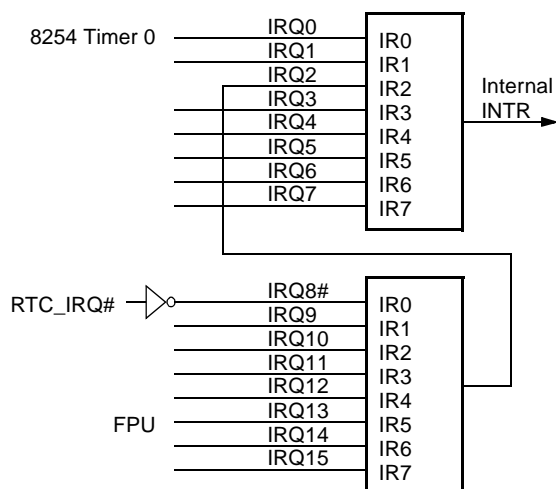 8254 Timer 0
IRQ0
IR0
IRQ1
IR1
IRQ2
IR2
IRQ3
IR3
IRQ4
IR4
IRQ5
IR5
IRQ6
IR6
IRQ7
IR7
Internal
INTR
RTC_IRQ#
IRQ8#
IR0
IRQ9
IR1
IRQ10
IR2
IRQ11
IR3
IRQ12
IR4
FPU
IRQ13
IR5
IRQ14
IR6
IRQ15
IR7